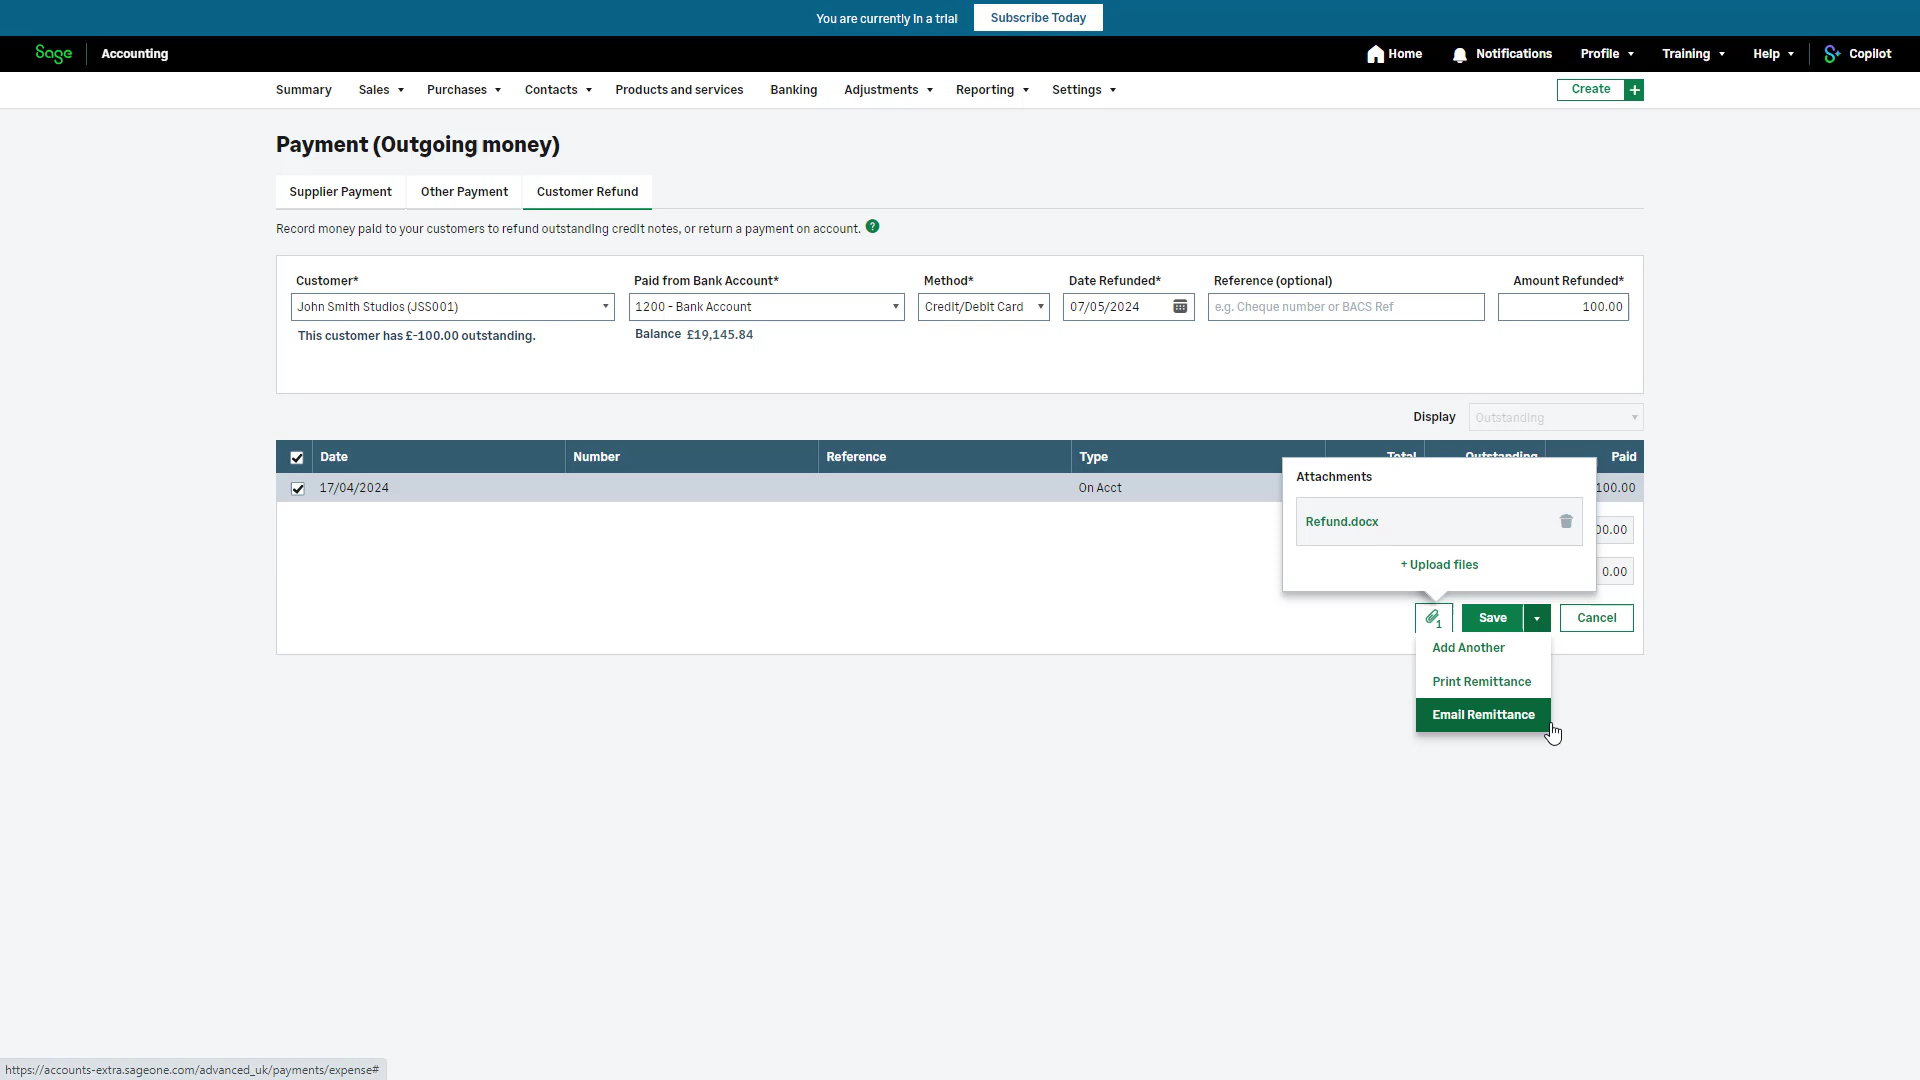 You are currently in a trial
Subscribe Today
Sage
Accounting
Home
Notifications
Profile
Training
Help
Copilot
Summary
Sales
Purchases
Contacts
Products and services
Banking
Adjustments
Reporting
Settings
Create +
Payment (Outgoing money)
Supplier Payment
Other Payment
Customer Refund
Record money paid to your customers to refund outstanding credit notes, or return a payment on account. ?
Customer*
Paid from Bank Account*
Method*
Date Refunded*
Reference (optional)
Amount Refunded*
John Smith Studios (JSS001)
1200 - Bank Account
Credit/Debit Card
07/05/2024
e.g. Cheque number or BACS Ref
100.00
This customer has £-100.00 outstanding.
Balance £19,145.84
Display
Outstanding
Date
Number
Reference
Type
Total
Outstanding
Paid
17/04/2024
On Acct
100.00
Attachments
Refund.docx
00.00
+ Upload files
0.00
1
Save
Cancel
Add Another
Print Remittance
Email Remittance
https://accounts-extra.sageone.com/advanced_uk/payments/expense#